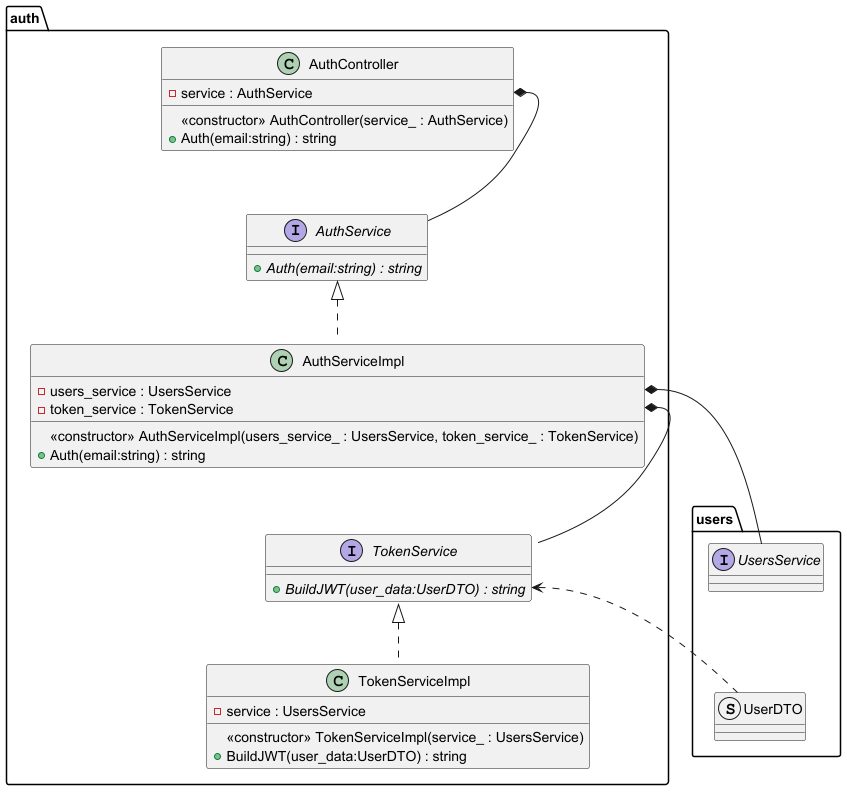 auth
C AuthController
service : AuthService
«constructor» AuthController(service_ : AuthService)
Auth(email:string) : string
I AuthService
Auth(email:string) : string
C AuthServiceImpl
users_service : UsersService
token_service : TokenService
«constructor» AuthServiceImpl(users_service_ : UsersService, token_service_ : TokenService)
Auth(email:string) : string
users
I TokenService
I UsersService
BuildJWT(user_data:UserDTO) : string
C TokenServiceImpl
service : UsersService
«constructor» TokenServiceImpl(service_ : UsersService)
BuildJWT(user_data:UserDTO) : string
S UserDTO